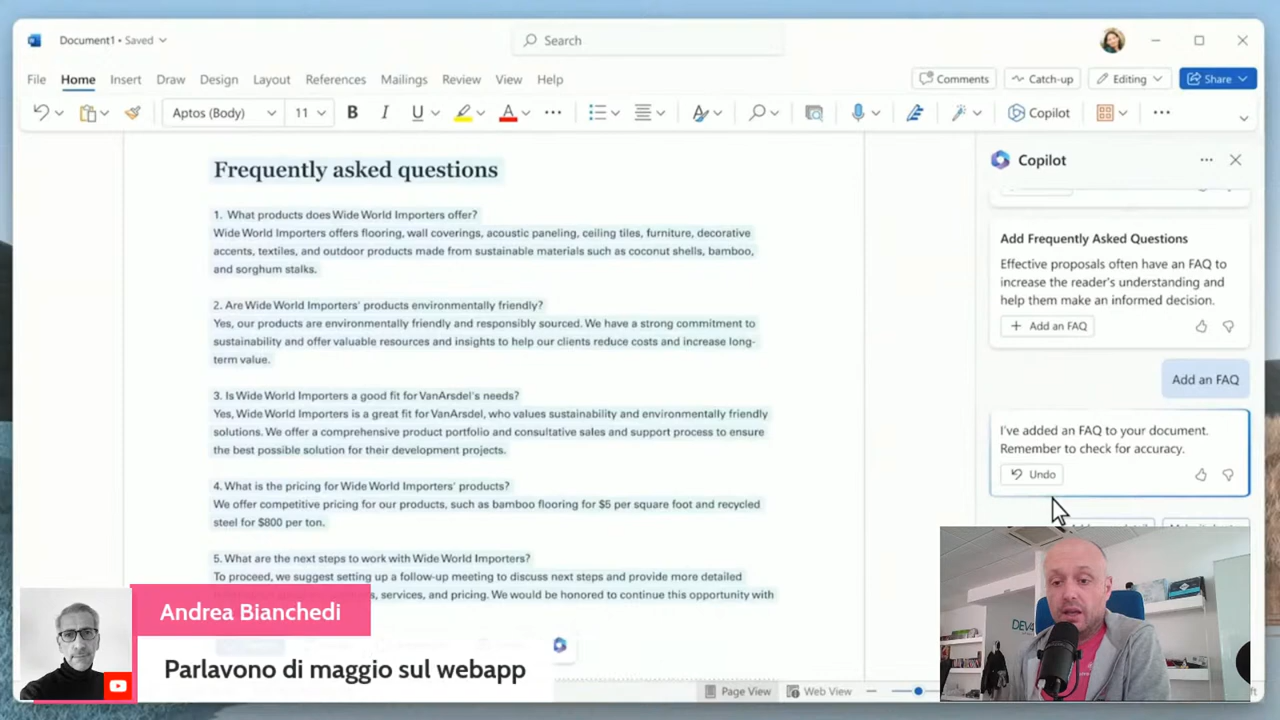 Document1 • Saved
Search
File Home Insert Draw Design Layout References Mailings Review View Help
Comments Catch-up Editing Share
Aptos (Body) 11 B I U A Copilot
Frequently asked questions
1. What products does Wide World Importers offer?
Wide World Importers offers flooring, wall coverings, acoustic paneling, ceiling tiles, furniture, decorative
accents, textiles, and outdoor products made from sustainable materials such as coconut shells, bamboo,
and sorghum stalks.
2. Are Wide World Importers' products environmentally friendly?
Yes, our products are environmentally friendly and responsibly sourced. We have a strong commitment to
sustainability and offer valuable resources and insights to help our clients reduce costs and increase long-
term value.
3. Is Wide World Importers a good fit for VanArsdel's needs?
Yes, Wide World Importers is a great fit for VanArsdel, who values sustainability and environmentally friendly
solutions. We offer a comprehensive product portfolio and consultative sales and support process to ensure
the best possible solution for their development projects.
4. What is the pricing for Wide World Importers' products?
We offer competitive pricing for our products, such as bamboo flooring for $5 per square foot and recycled
steel for $800 per ton.
5. What are the next steps to work with Wide World Importers?
To proceed, we suggest setting up a follow-up meeting to discuss next steps and provide more detailed
services, and pricing. We would be honored to continue this opportunity with
Copilot
Add Frequently Asked Questions
Effective proposals often have an FAQ to
increase the reader's understanding and
help them make an informed decision.
+ Add an FAQ
Add an FAQ
I've added an FAQ to your document.
Remember to check for accuracy.
Undo
Andrea Bianchedi
Parlavono di maggio sul webapp
DEV4
Page View Web View